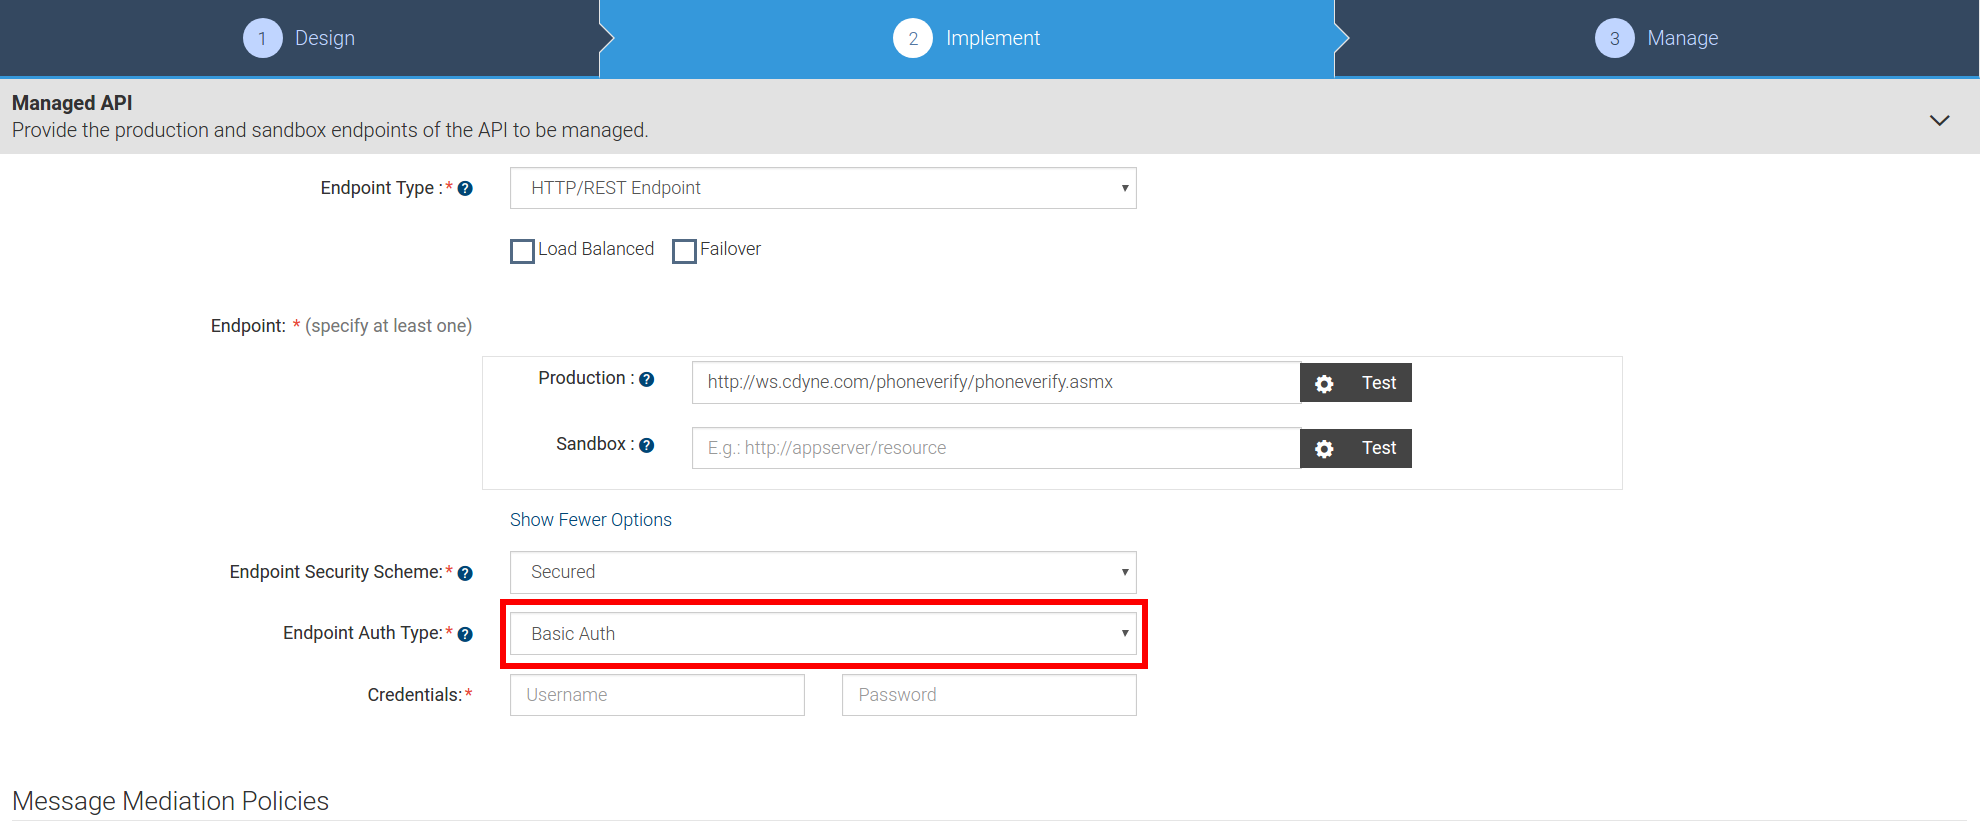 1 Design
2 Implement
3 Manage
Managed API
Provide the production and sandbox endpoints of the API to be managed.
Endpoint Type :* ? HTTP/REST Endpoint
Load Balanced Failover
Endpoint: * (specify at least one)
Production : ? http://ws.cdyne.com/phoneverify/phoneverify.asmx Test
Sandbox : ? E.g.: http://appserver/resource Test
Show Fewer Options
Endpoint Security Scheme:* ? Secured
Endpoint Auth Type:* ? Basic Auth
Credentials:* Username Password
Message Mediation Policies